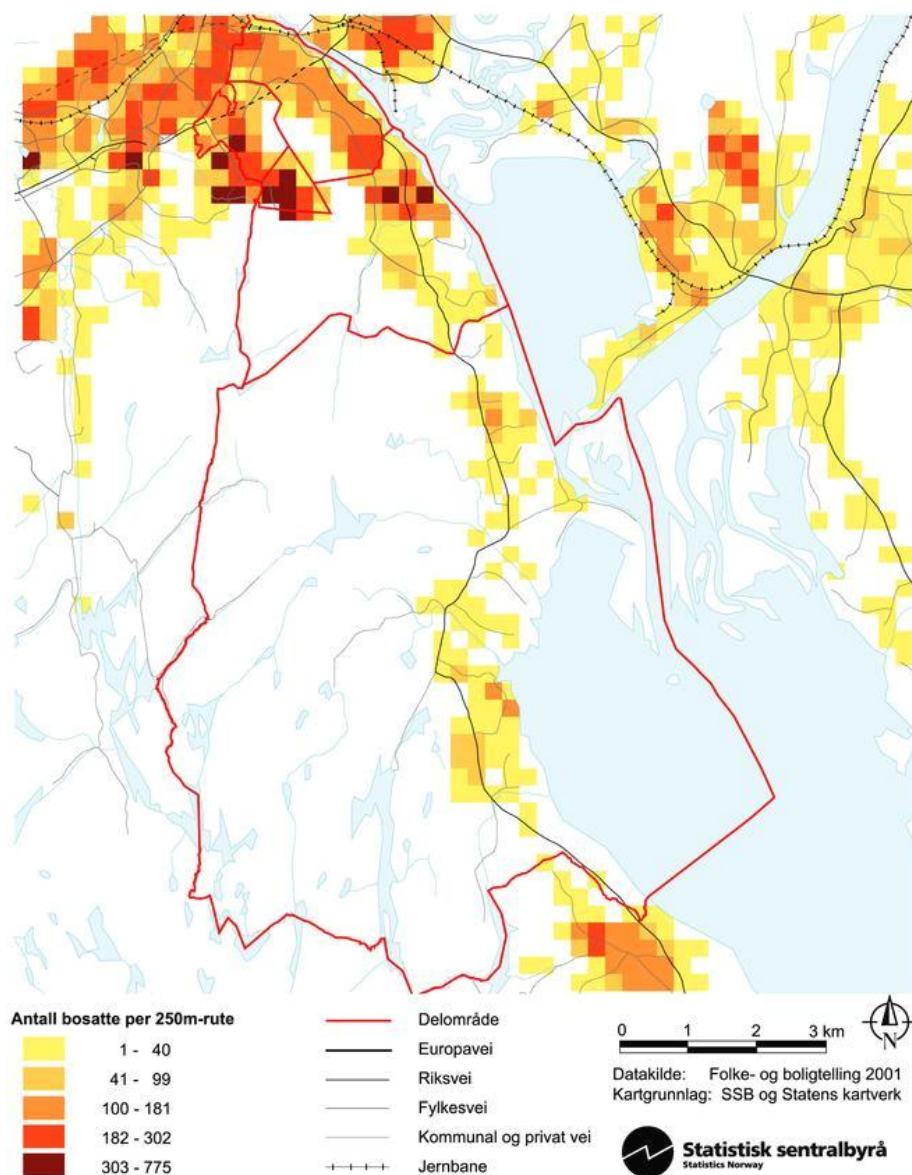 Antall bosatte per 250m-rute
1 - 40
41 - 99
100 - 181
182 - 302
303 - 775
Delområde
Europavei
Riksvei
Fylkesvei
Kommunal og privat vei
Jernbane
0 1 2 3 km
N
Datakilde: Folke- og boligtelling 2001
Kartgrunnlag: SSB og Statens kartverk
Statistisk sentralbyrå
Statistics Norway